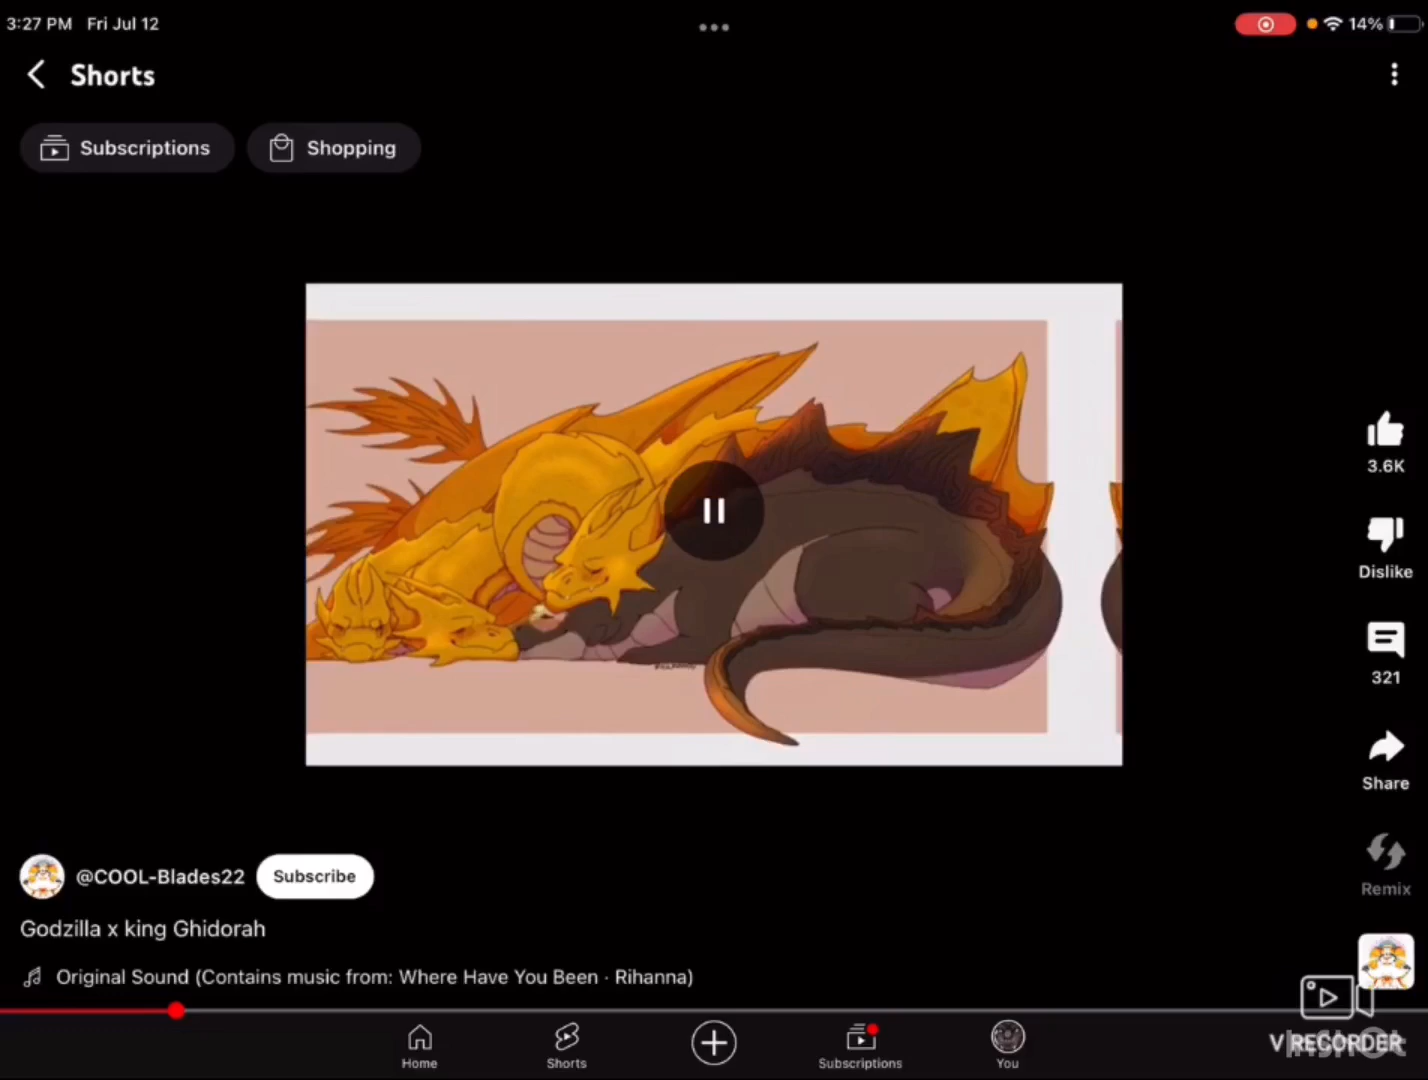 3:27 PM Fri Jul 12
14%
Shorts
Subscriptions
Shopping
3.6K
Dislike
321
Share
Remix
@COOL-Blades22
Subscribe
Godzilla x king Ghidorah
Original Sound (Contains music from: Where Have You Been · Rihanna)
Home
Shorts
Subscriptions
You
V RECORDER
InShot